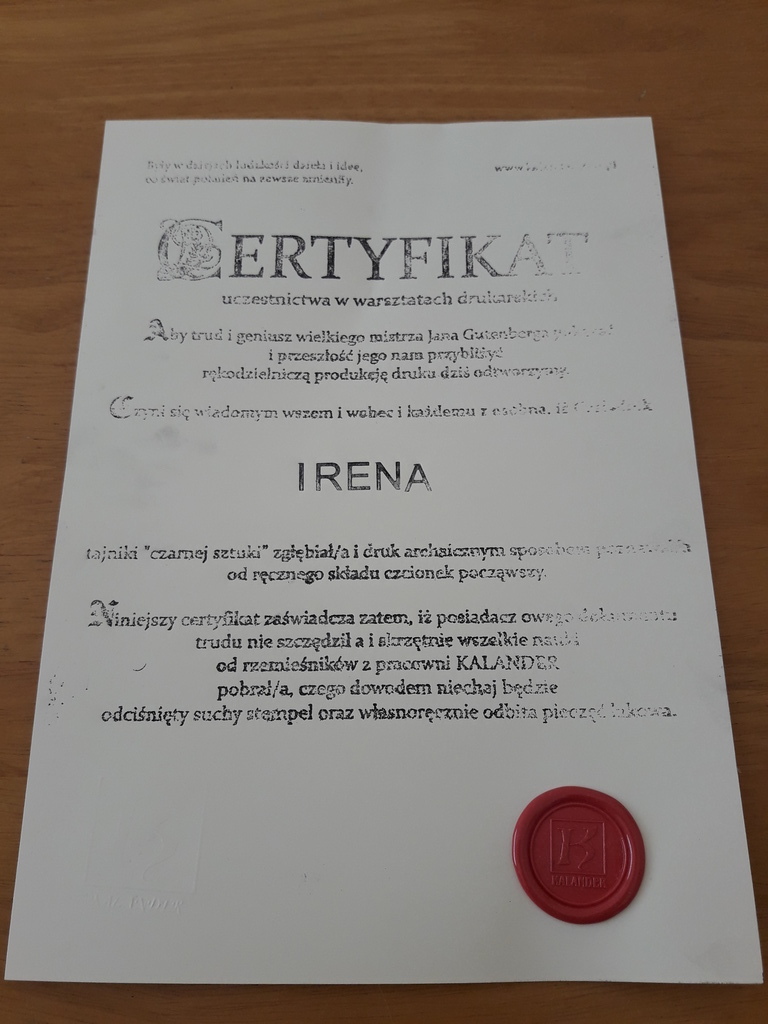 Były w dziejach ludzkości dzieła i idee,
co świat na zawsze zmieniły.
CERTYFIKAT
uczestnictwa w warsztatach drukarskich
Aby trud i geniusz wielkiego mistrza Jana Gutenberga
i przeszłość jego nam przybliżyć
rękodzielniczą produkcję druku dziś odtworzymy.
Czyni się wiadomym wszem i wobec i każdemu z osobna, iż
IRENA
tajniki "czarnej sztuki" zgłębiał/a i druk archaicznym sposobem
od ręcznego składu czcionek począwszy.
Niniejszy certyfikat zaświadcza zatem, iż posiadacz owego dokumentu
trudu nie szczędził a i skrzętnie wszelkie nauki
od rzemieśników z pracowni KALANDER
pobrał/a, czego dowodem niechaj będzie
odciśnięty suchy stempel oraz własnoręcznie odbita pieczęć lakowa.
K
KALANDER